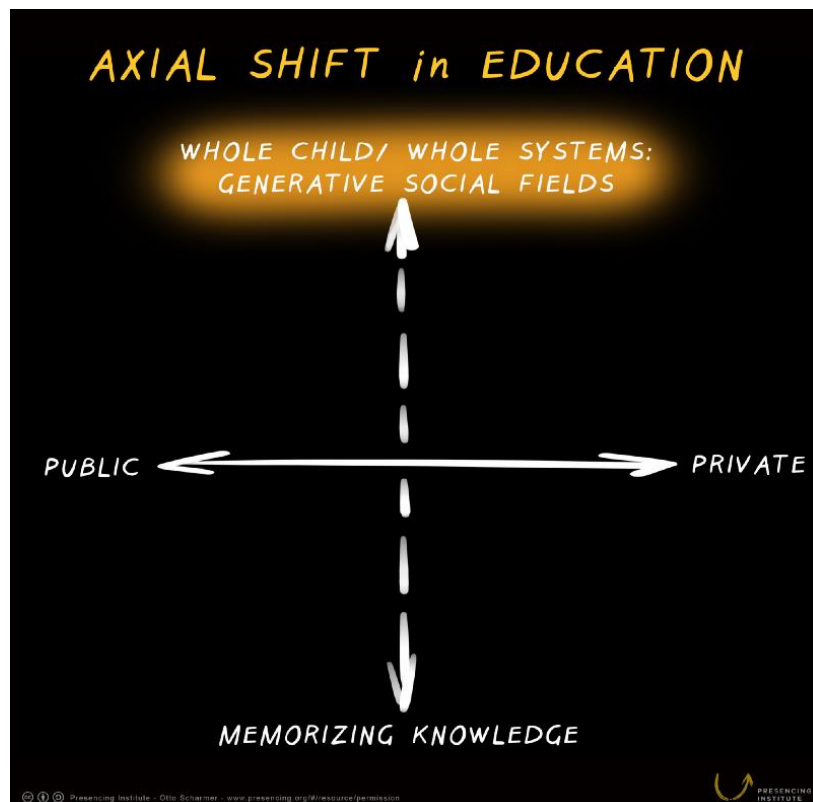 AXIAL SHIFT in EDUCATION
WHOLE CHILD/ WHOLE SYSTEMS:
GENERATIVE SOCIAL FIELDS
PUBLIC
PRIVATE
MEMORIZING KNOWLEDGE
Presencing Institute - Otto Scharmer - www.presencing.org/#/resource/permission
PRESENCING
INSTITUTE